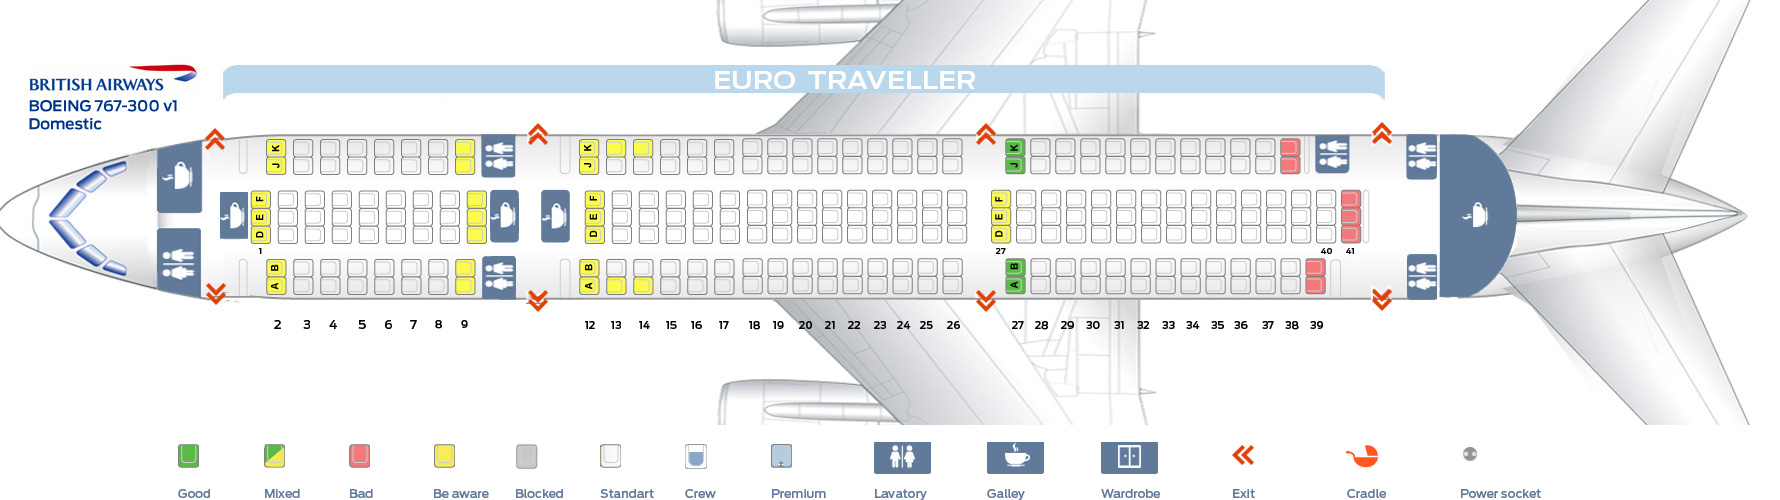 EURO TRAVELLER
BRITISH AIRWAYS
BOEING 767-300 v1
Domestic
K K K
J J J
F F F
E E E
D D D
1 27 40 41
B B B
A A A
2 3 4 5 6 7 8 9 12 13 14 15 16 17 18 19 20 21 22 23 24 25 26 27 28 29 30 31 32 33 34 35 36 37 38 39
Good Mixed Bad Be aware Blocked Standart Crew Premium Lavatory Galley Wardrobe Exit Cradle Power socket